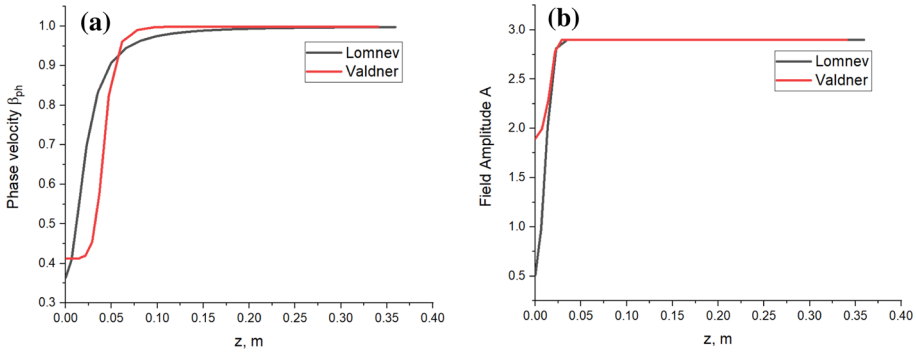 (a)
1.0
0.9
0.8
0.7
0.6
0.5
0.4
0.3
Phase velocity βph
Lomnev
Valdner
0.00 0.05 0.10 0.15 0.20 0.25 0.30 0.35 0.40
z, m
(b)
3.0
2.5
2.0
1.5
1.0
0.5
Field Amplitude A
Lomnev
Valdner
0.00 0.05 0.10 0.15 0.20 0.25 0.30 0.35 0.40
z, m